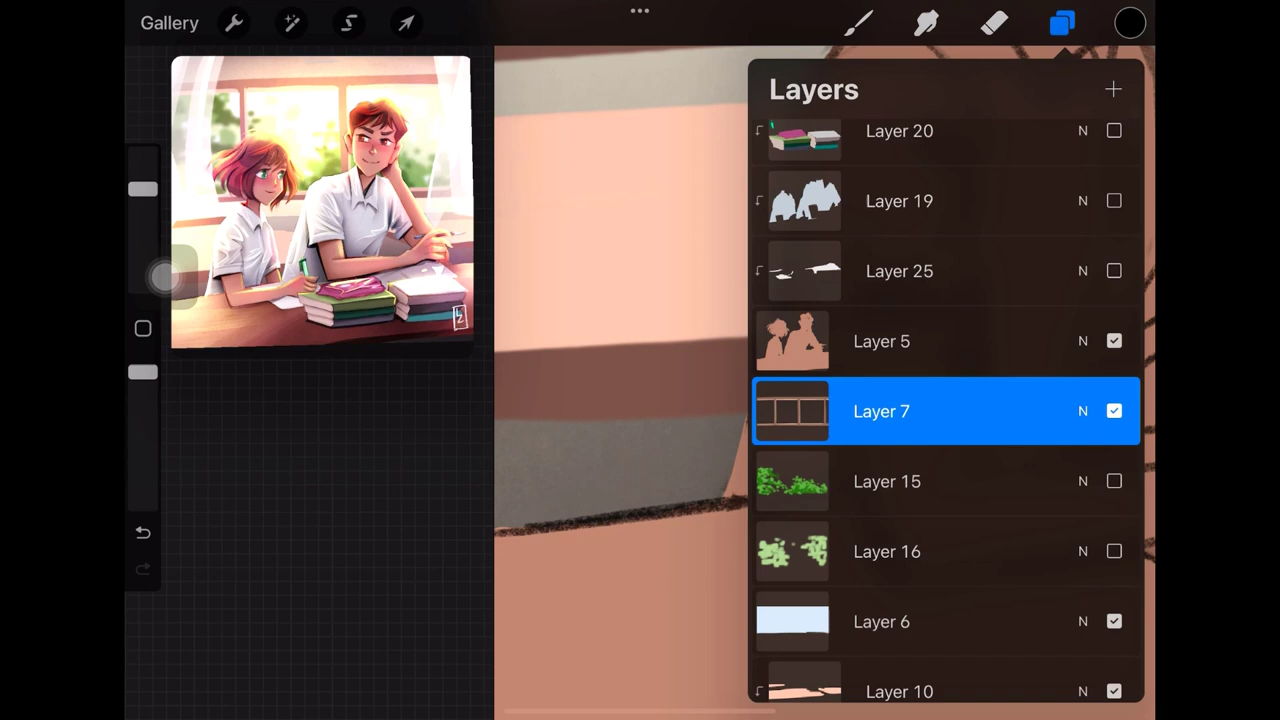 Gallery
Layers
Layer 20 N
Layer 19 N
Layer 25 N
Layer 5 N
Layer 7 N
Layer 15 N
Layer 16 N
Layer 6 N
Layer 10 N